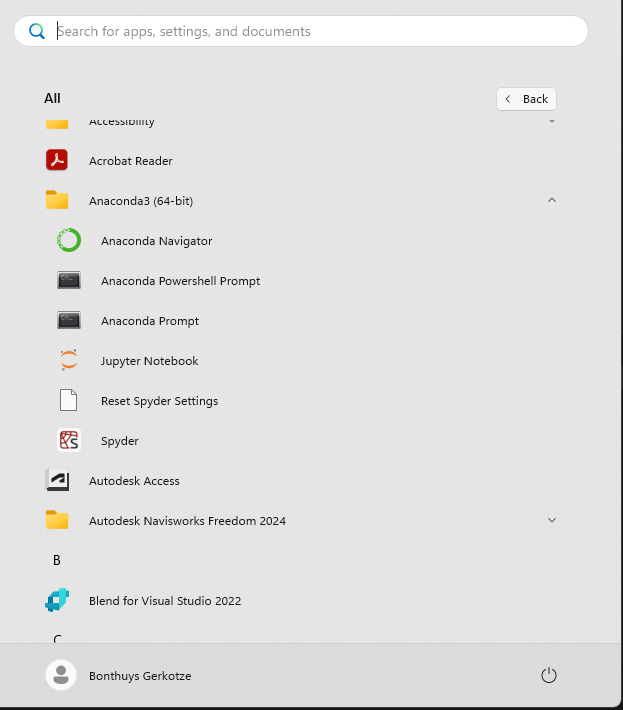 Search for apps, settings, and documents
All
Back
Accessibility
Acrobat Reader
Anaconda3 (64-bit)
Anaconda Navigator
Anaconda Powershell Prompt
Anaconda Prompt
Jupyter Notebook
Reset Spyder Settings
Spyder
Autodesk Access
Autodesk Navisworks Freedom 2024
B
Blend for Visual Studio 2022
C
Bonthuys Gerkotze